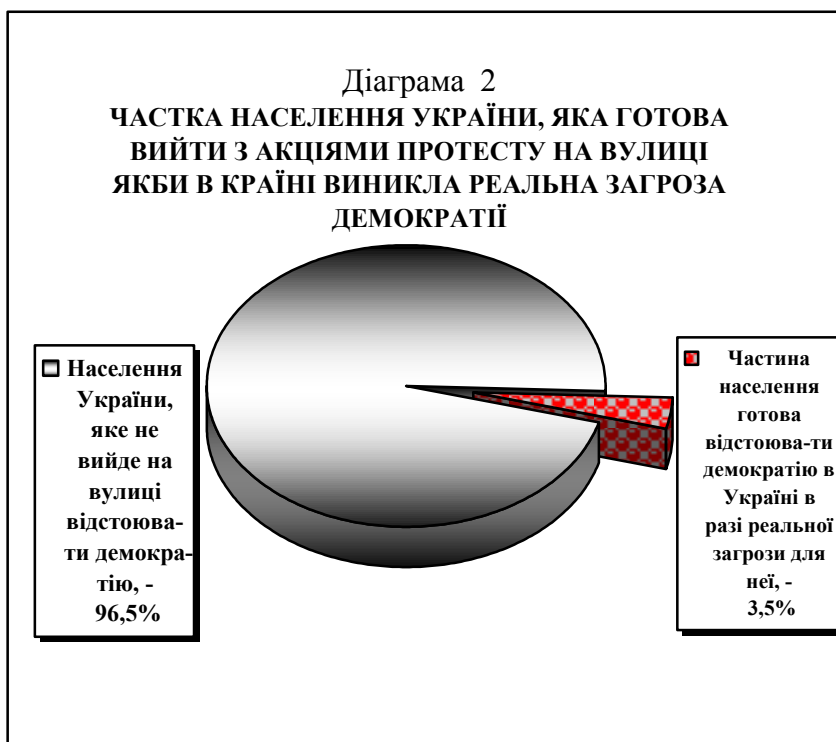 Діаграма 2
ЧАСТКА НАСЕЛЕННЯ УКРАЇНИ, ЯКА ГОТОВА
ВИЙТИ З АКЦІЯМИ ПРОТЕСТУ НА ВУЛИЦІ
ЯКБИ В КРАЇНІ ВИНИКЛА РЕАЛЬНА ЗАГРОЗА
ДЕМОКРАТІЇ
Населення
України,
яке не
вийде на
вулиці
відстоюва-
ти демокра-
тію, -
96,5%
Частина
населення
готова
відстоюва-ти
демократію в
Україні в
разі реальної
загрози для
неї, -
3,5%